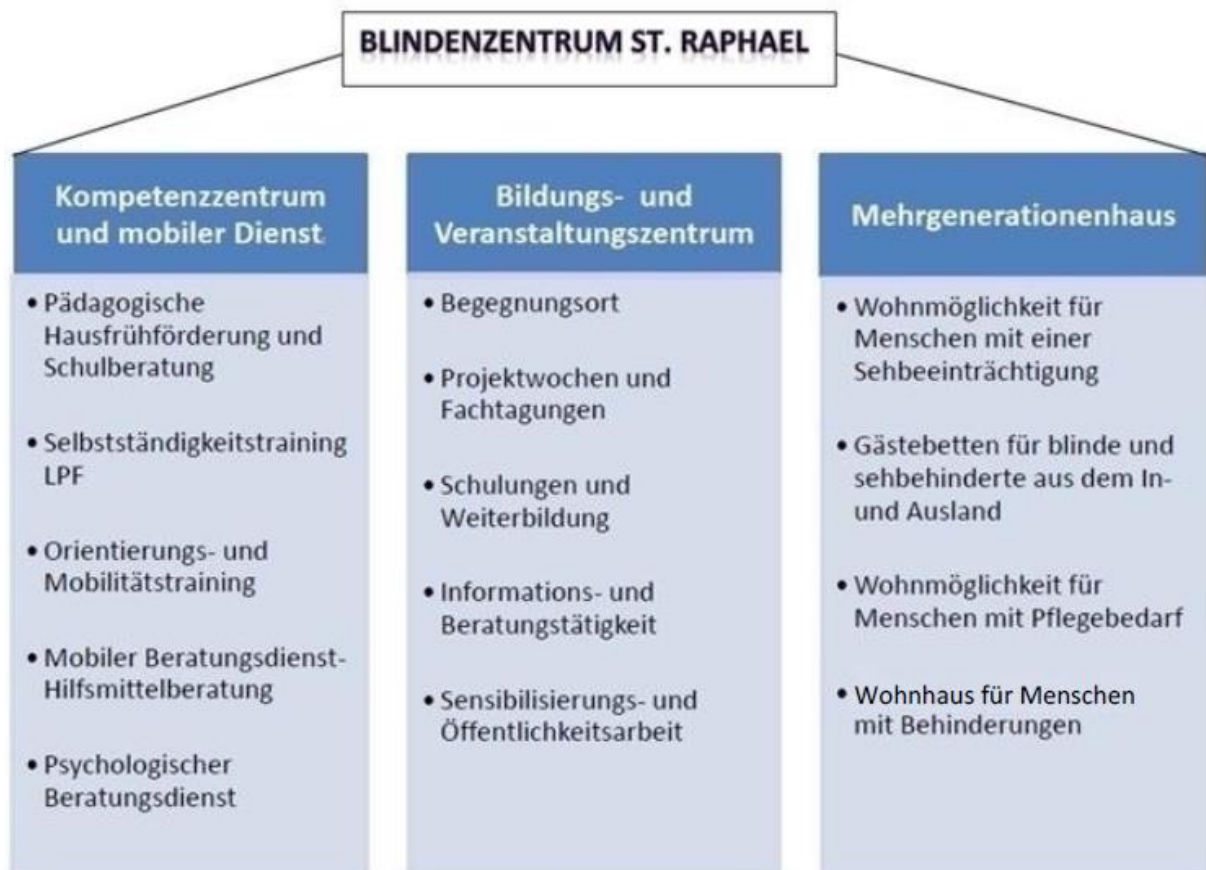 BLINDENZENTRUM ST. RAPHAEL
Kompetenzzentrum
und mobiler Dienst
• Pädagogische
Hausfrühförderung und
Schulberatung
• Selbstständigkeitstraining
LPF
• Orientierungs- und
Mobilitätstraining
• Mobiler Beratungsdienst-
Hilfsmittelberatung
• Psychologischer
Beratungsdienst
Bildungs- und
Veranstaltungszentrum
• Begegnungsort
• Projektwochen und
Fachtagungen
• Schulungen und
Weiterbildung
• Informations- und
Beratungstätigkeit
• Sensibilisierungs- und
Öffentlichkeitsarbeit
Mehrgenerationenhaus
• Wohnmöglichkeit für
Menschen mit einer
Sehbeeinträchtigung
• Gästebetten für blinde und
sehbehinderte aus dem In-
und Ausland
• Wohnmöglichkeit für
Menschen mit Pflegebedarf
• Wohnhaus für Menschen
mit Behinderungen